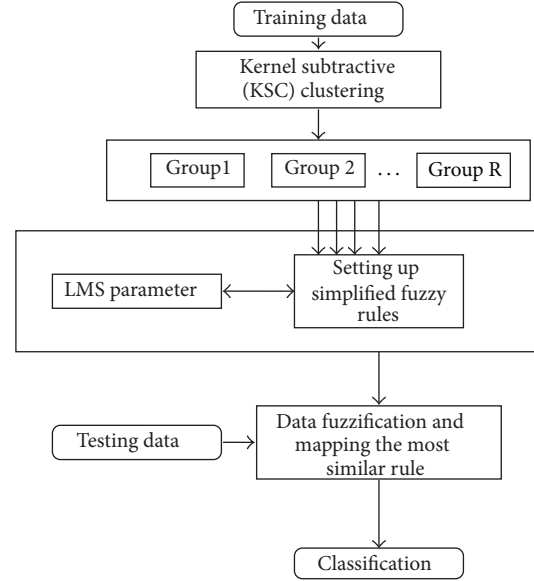 Training data
Kernel subtractive
(KSC) clustering
Group1
Group 2
...
Group R
LMS parameter
Setting up
simplified fuzzy
rules
Testing data
Data fuzzification and
mapping the most
similar rule
Classification